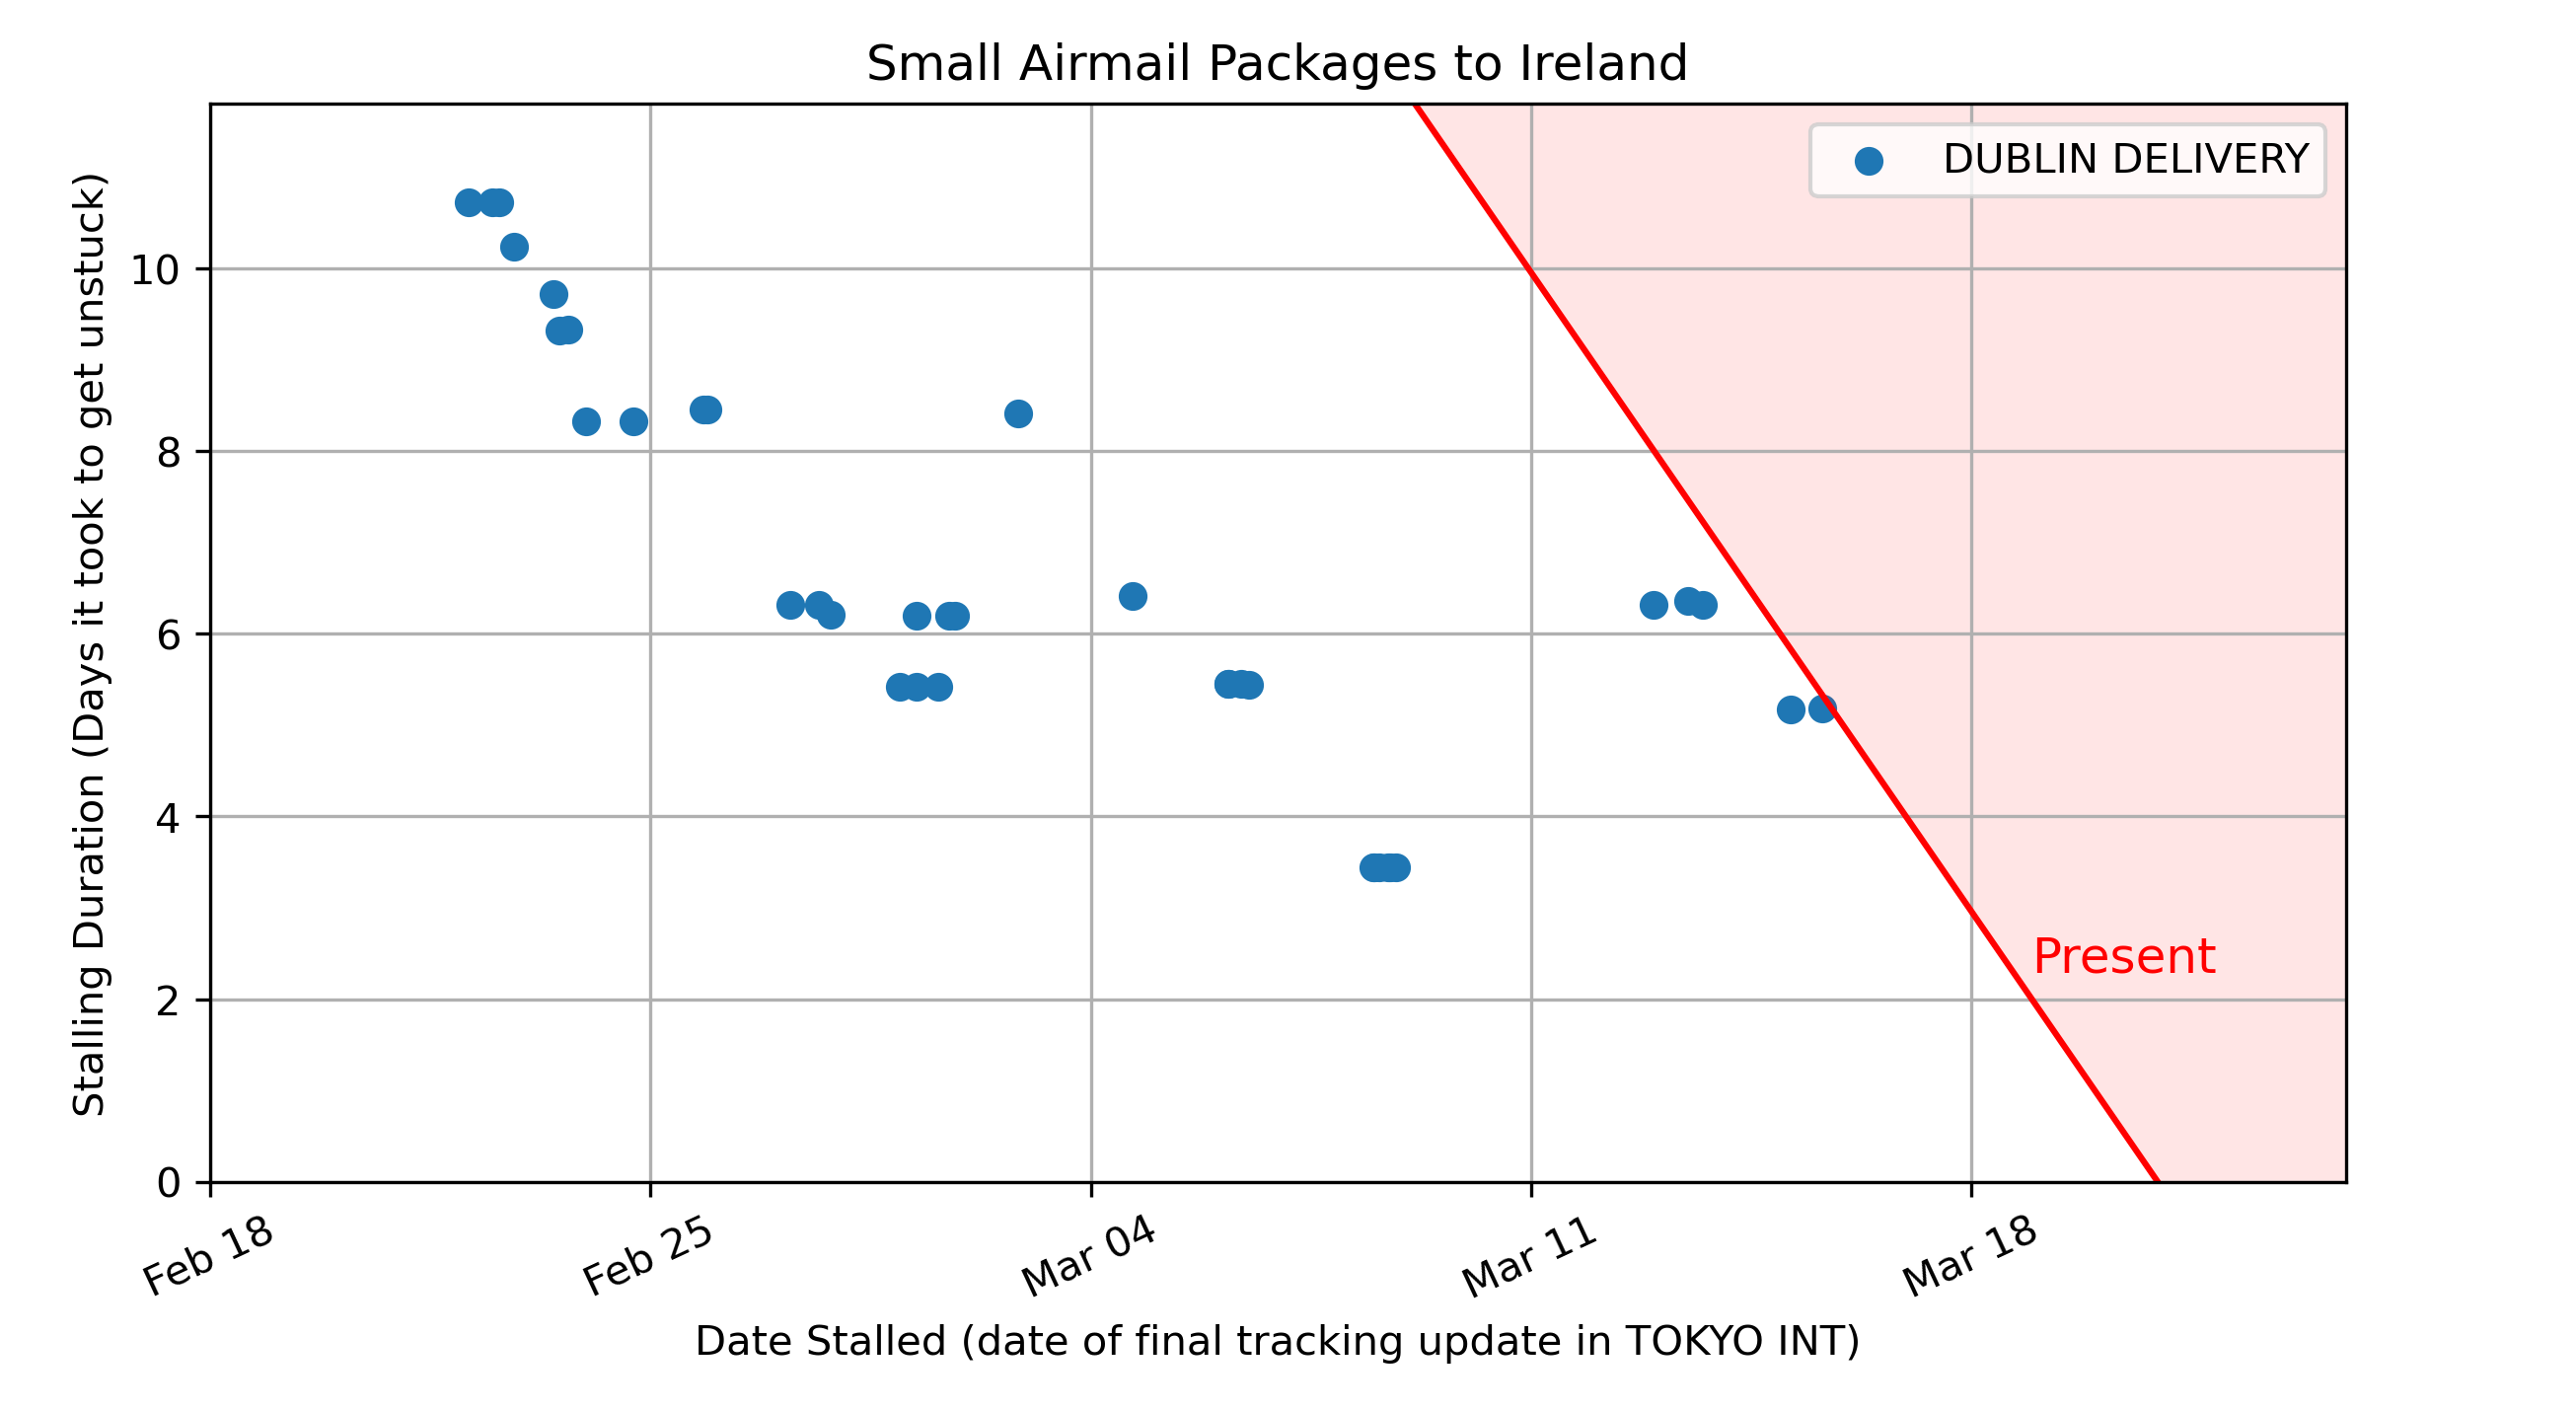 Small Airmail Packages to Ireland
DUBLIN DELIVERY
Stalling Duration (Days it took to get unstuck)
10
8
6
4
2
0
Present
Feb 18
Feb 25
Mar 04
Mar 11
Mar 18
Date Stalled (date of final tracking update in TOKYO INT)